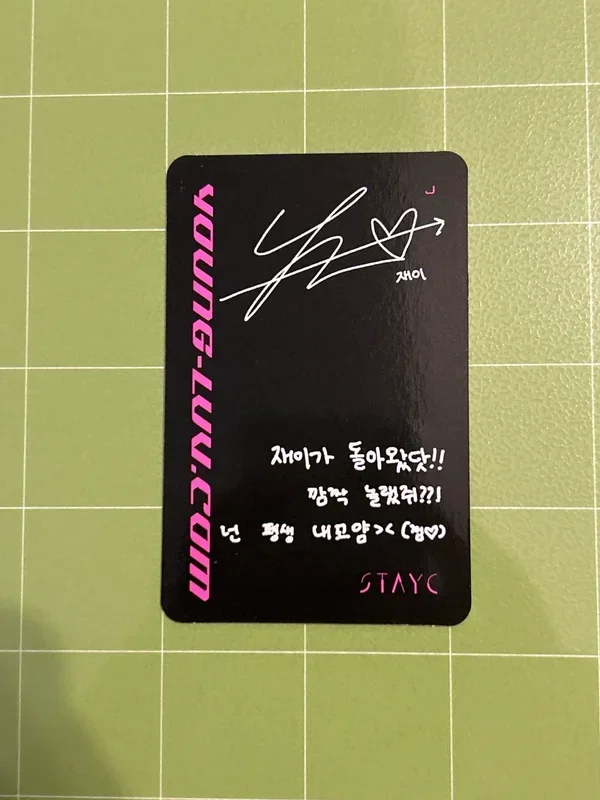 YOUNG-LUV.COM
J
재이
재이가 돌아왔닷!!
깜짝 놀랬쥐??!
넌 평생 내꼬얌>< (찜♡)
STAYC